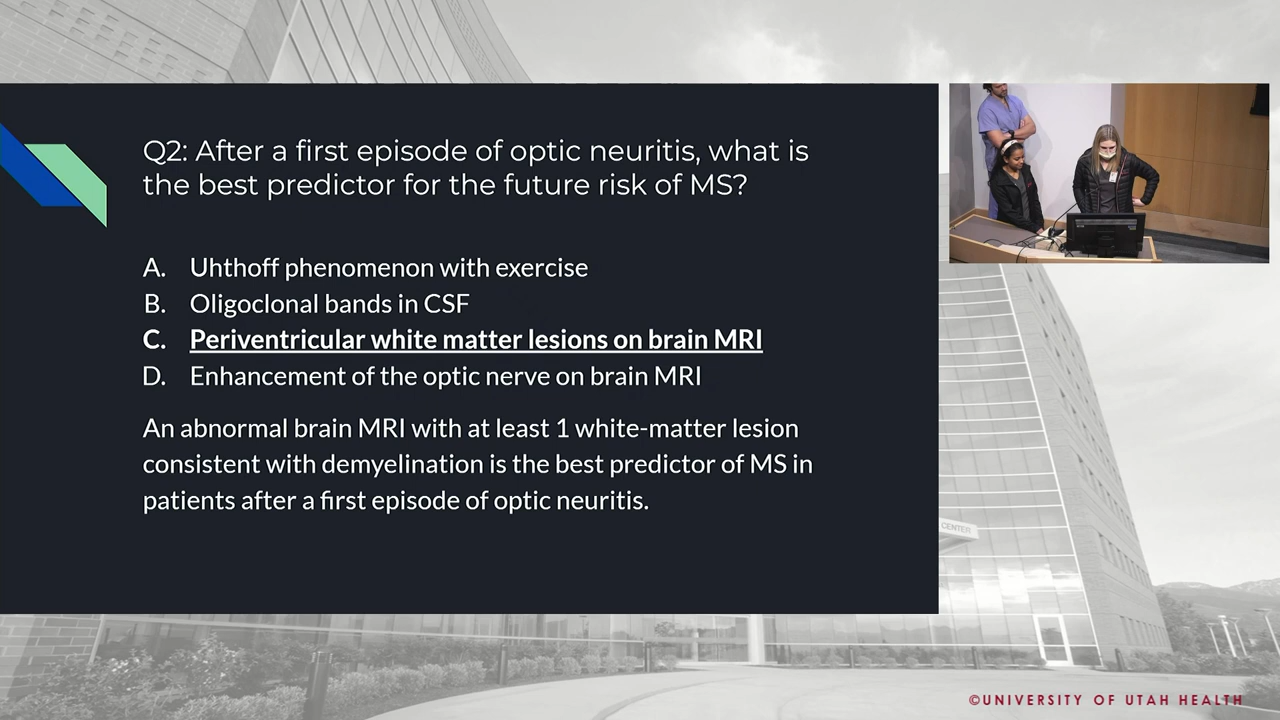 Q2: After a first episode of optic neuritis, what is
the best predictor for the future risk of MS?
A. Uhthoff phenomenon with exercise
B. Oligoclonal bands in CSF
C. Periventricular white matter lesions on brain MRI
D. Enhancement of the optic nerve on brain MRI
An abnormal brain MRI with at least 1 white-matter lesion
consistent with demyelination is the best predictor of MS in
patients after a first episode of optic neuritis.
CENTER
©UNIVERSITY OF UTAH HEALTH